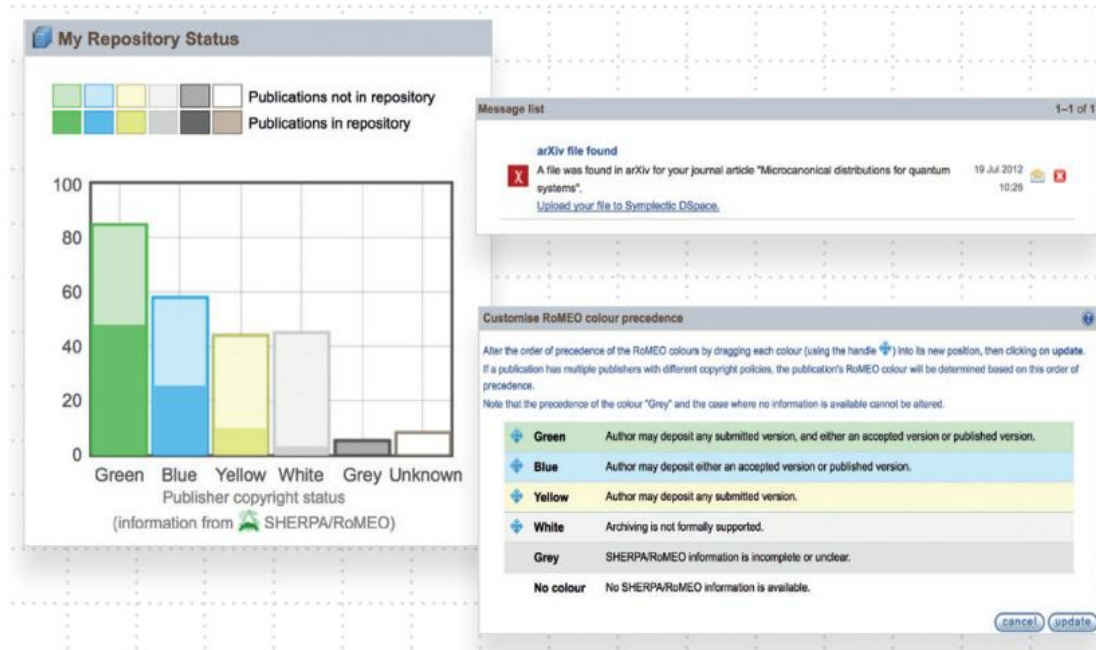 My Repository Status
Publications not in repository
Publications in repository
100
80
60
40
20
0
Green Blue Yellow White Grey Unknown
Publisher copyright status
(information from SHERPA/RoMEO)
Message list 1–1 of 1
arXiv file found
A file was found in arXiv for your journal article "Microcanonical distributions for quantum
systems".
19 Jul 2012
10:28
Upload your file to Symplectic DSpace.
Customise RoMEO colour precedence
Alter the order of precedence of the RoMEO colours by dragging each colour (using the handle ) into its new position, then clicking on update.
If a publication has multiple publishers with different copyright policies, the publication's RoMEO colour will be determined based on this order of
precedence.
Note that the precedence of the colour "Grey" and the case where no information is available cannot be altered.
Green Author may deposit any submitted version, and either an accepted version or published version.
Blue Author may deposit either an accepted version or published version.
Yellow Author may deposit any submitted version.
White Archiving is not formally supported.
Grey SHERPA/RoMEO information is incomplete or unclear.
No colour No SHERPA/RoMEO information is available.
cancel update